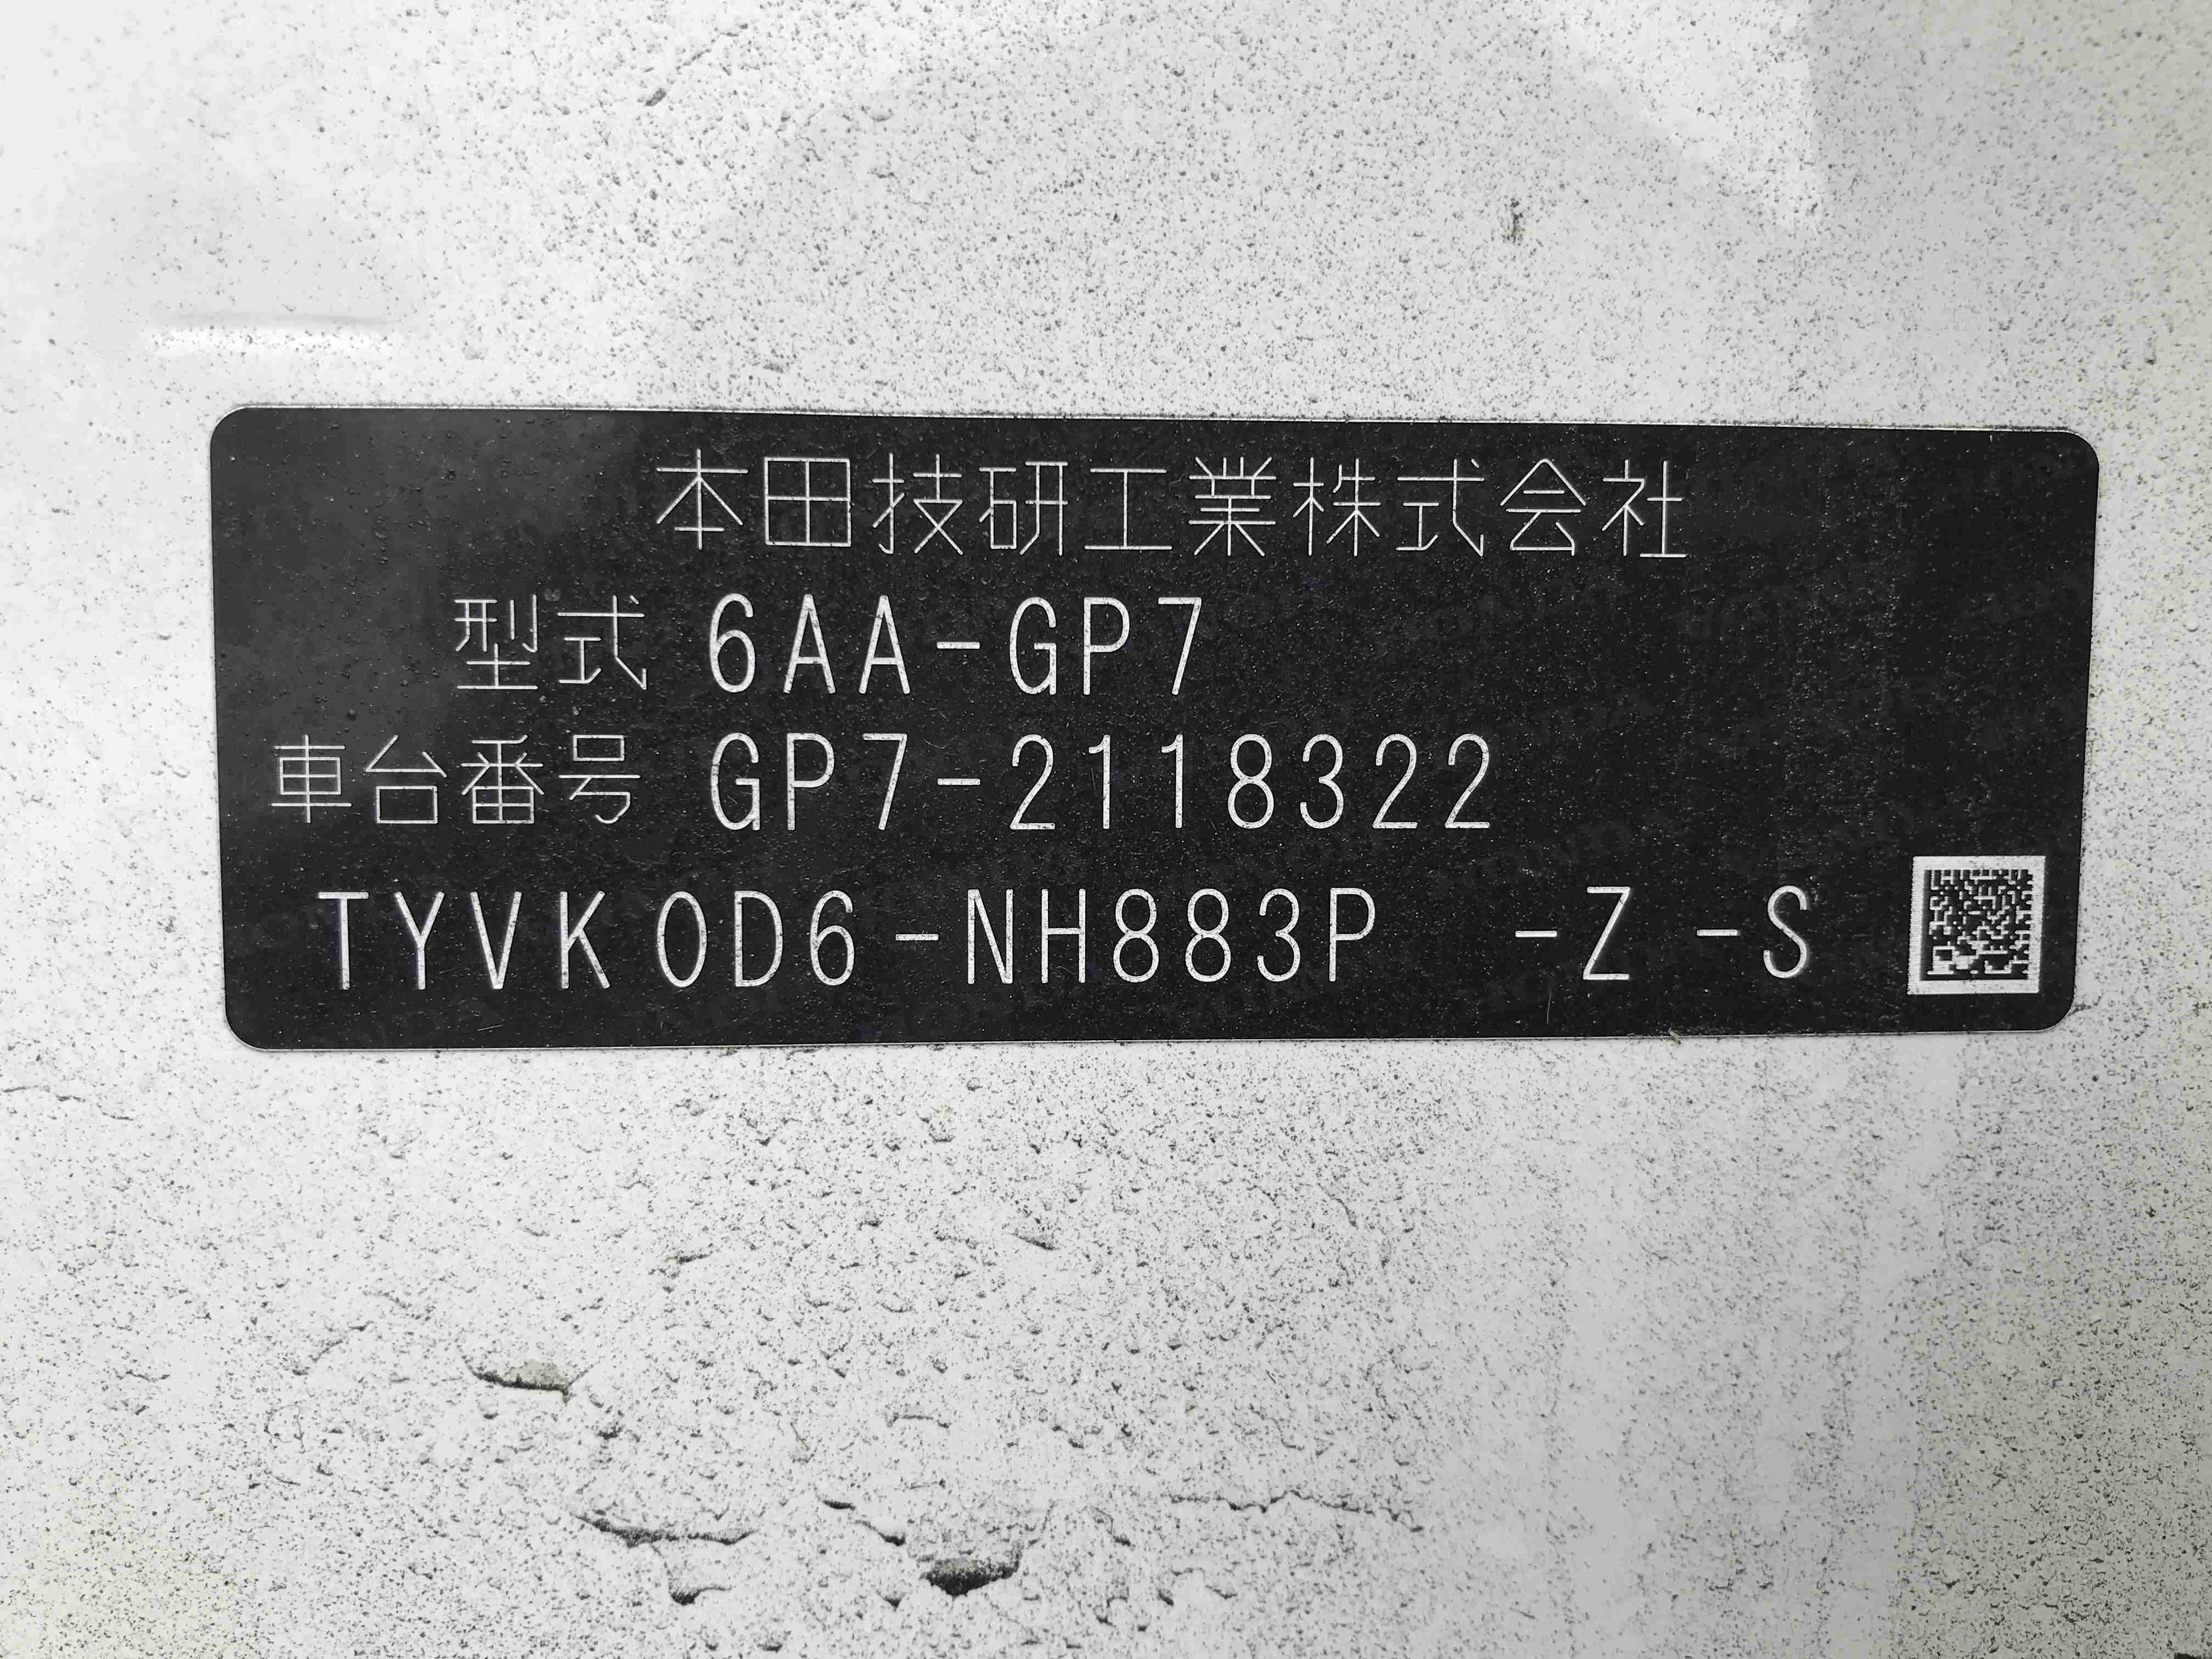 本田技研工業株式会社
型式 6AA-GP7
車台番号 GP7-2118322
TYVK0D6-NH883P -Z -S